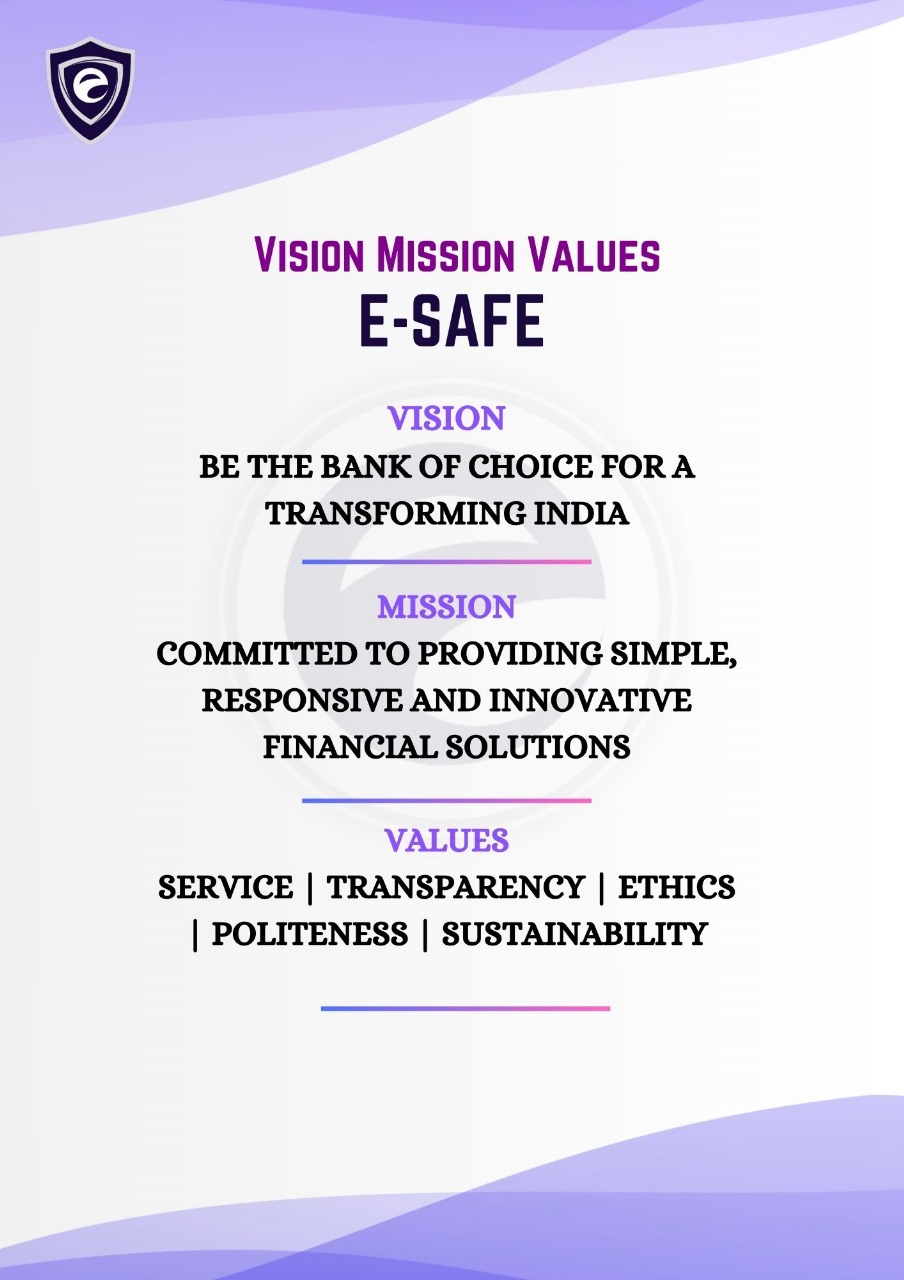 Vision Mission Values
E-SAFE
VISION
BE THE BANK OF CHOICE FOR A
TRANSFORMING INDIA
MISSION
COMMITTED TO PROVIDING SIMPLE,
RESPONSIVE AND INNOVATIVE
FINANCIAL SOLUTIONS
VALUES
SERVICE | TRANSPARENCY | ETHICS
| POLITENESS | SUSTAINABILITY